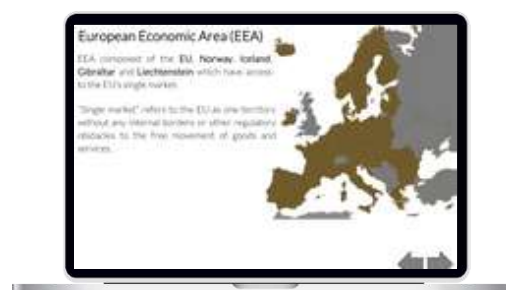 European Economic Area (EEA)
EEA composed of the EU, Norway, Iceland,
Gibraltar and Liechtenstein which have access
to the EU's single market.
"Single market" refers to the EU as one territory
without any internal borders or other regulatory
obstacles to the free movement of goods and
services.